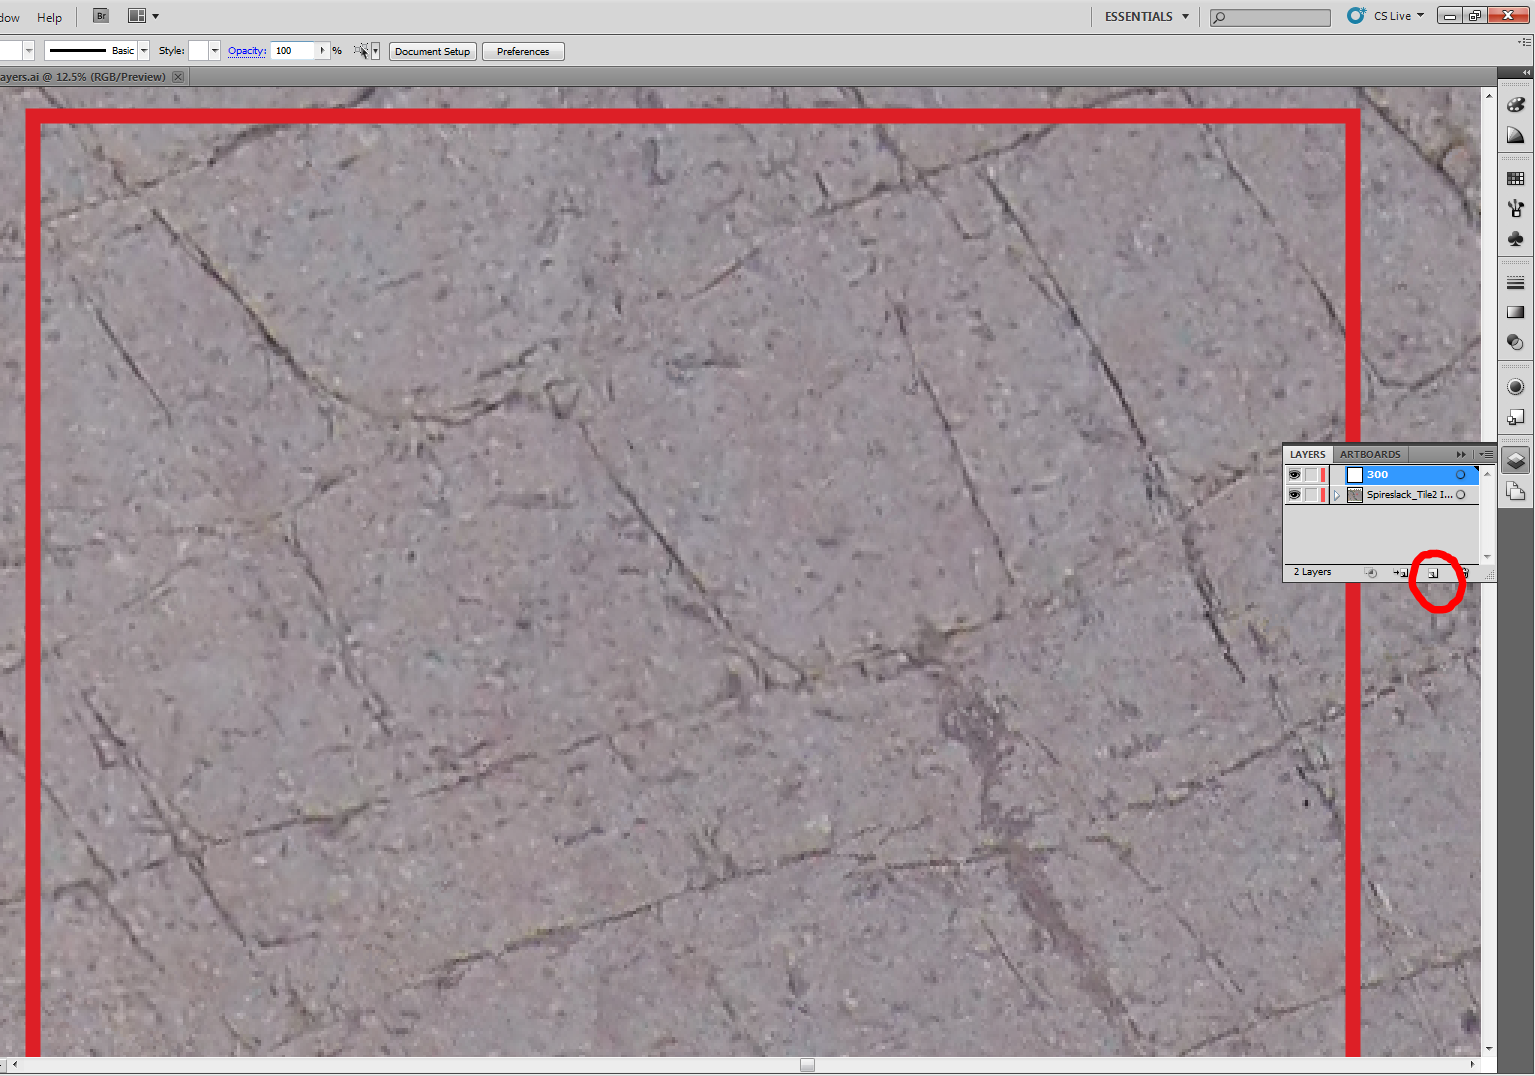 dow Help Br ESSENTIALS CS Live
Basic Style: Opacity: 100 % Document Setup Preferences
ayers.ai @ 12.5% (RGB/Preview)
LAYERS ARTBOARDS
300
Spireslack_Tile2 I...
2 Layers